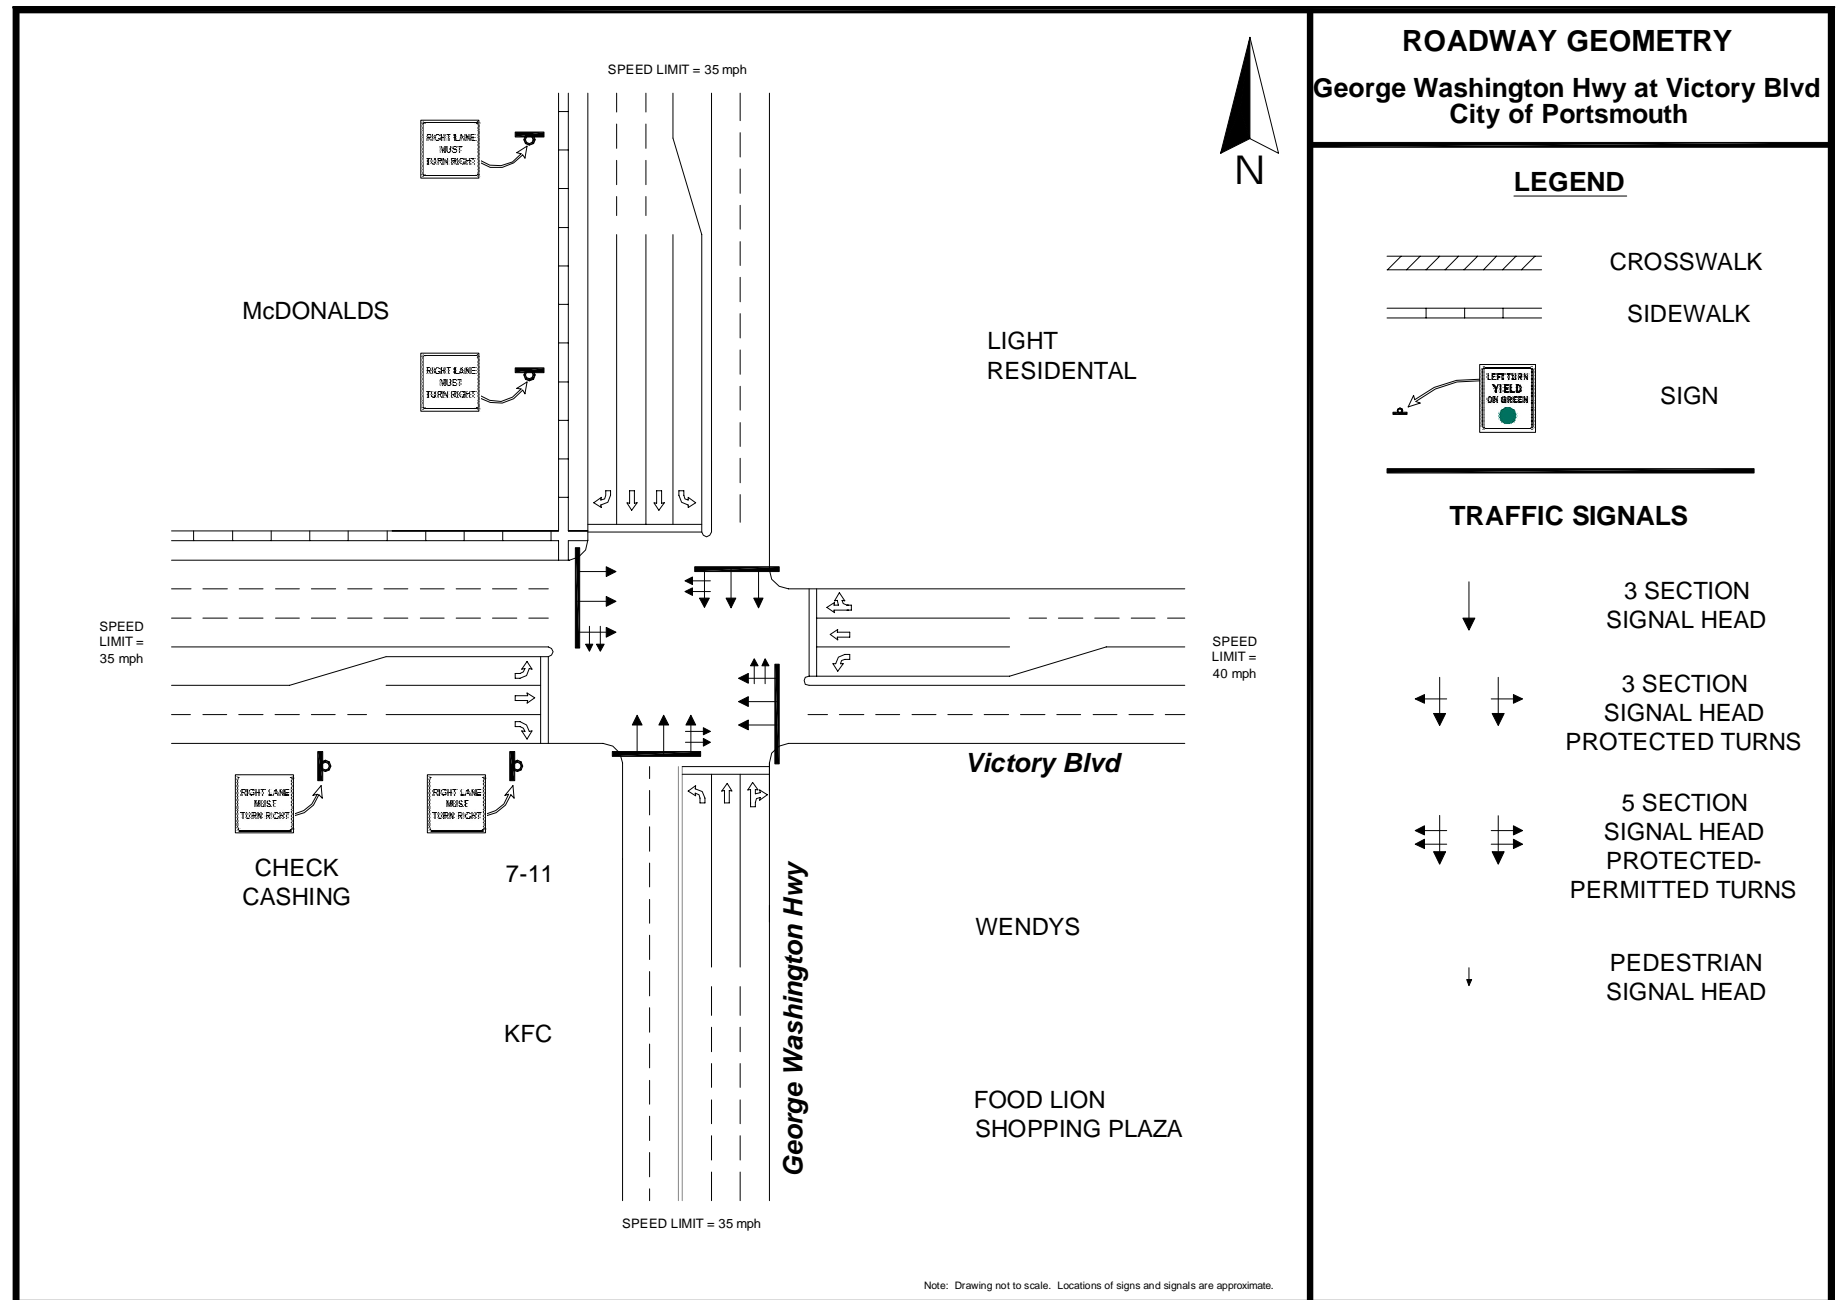 SPEED LIMIT = 35 mph
RIGHT LANE
MUST
TURN RIGHT
McDONALDS
RIGHT LANE
MUST
TURN RIGHT
LIGHT
RESIDENTAL
N
SPEED
LIMIT =
35 mph
SPEED
LIMIT =
40 mph
Victory Blvd
RIGHT LANE
MUST
TURN RIGHT
RIGHT LANE
MUST
TURN RIGHT
CHECK
CASHING
7-11
George Washington Hwy
WENDYS
KFC
FOOD LION
SHOPPING PLAZA
SPEED LIMIT = 35 mph
Note: Drawing not to scale. Locations of signs and signals are approximate.
ROADWAY GEOMETRY
George Washington Hwy at Victory Blvd
City of Portsmouth
LEGEND
CROSSWALK
SIDEWALK
LEFT TURN
YIELD
ON GREEN
SIGN
TRAFFIC SIGNALS
3 SECTION
SIGNAL HEAD
3 SECTION
SIGNAL HEAD
PROTECTED TURNS
5 SECTION
SIGNAL HEAD
PROTECTED-
PERMITTED TURNS
PEDESTRIAN
SIGNAL HEAD